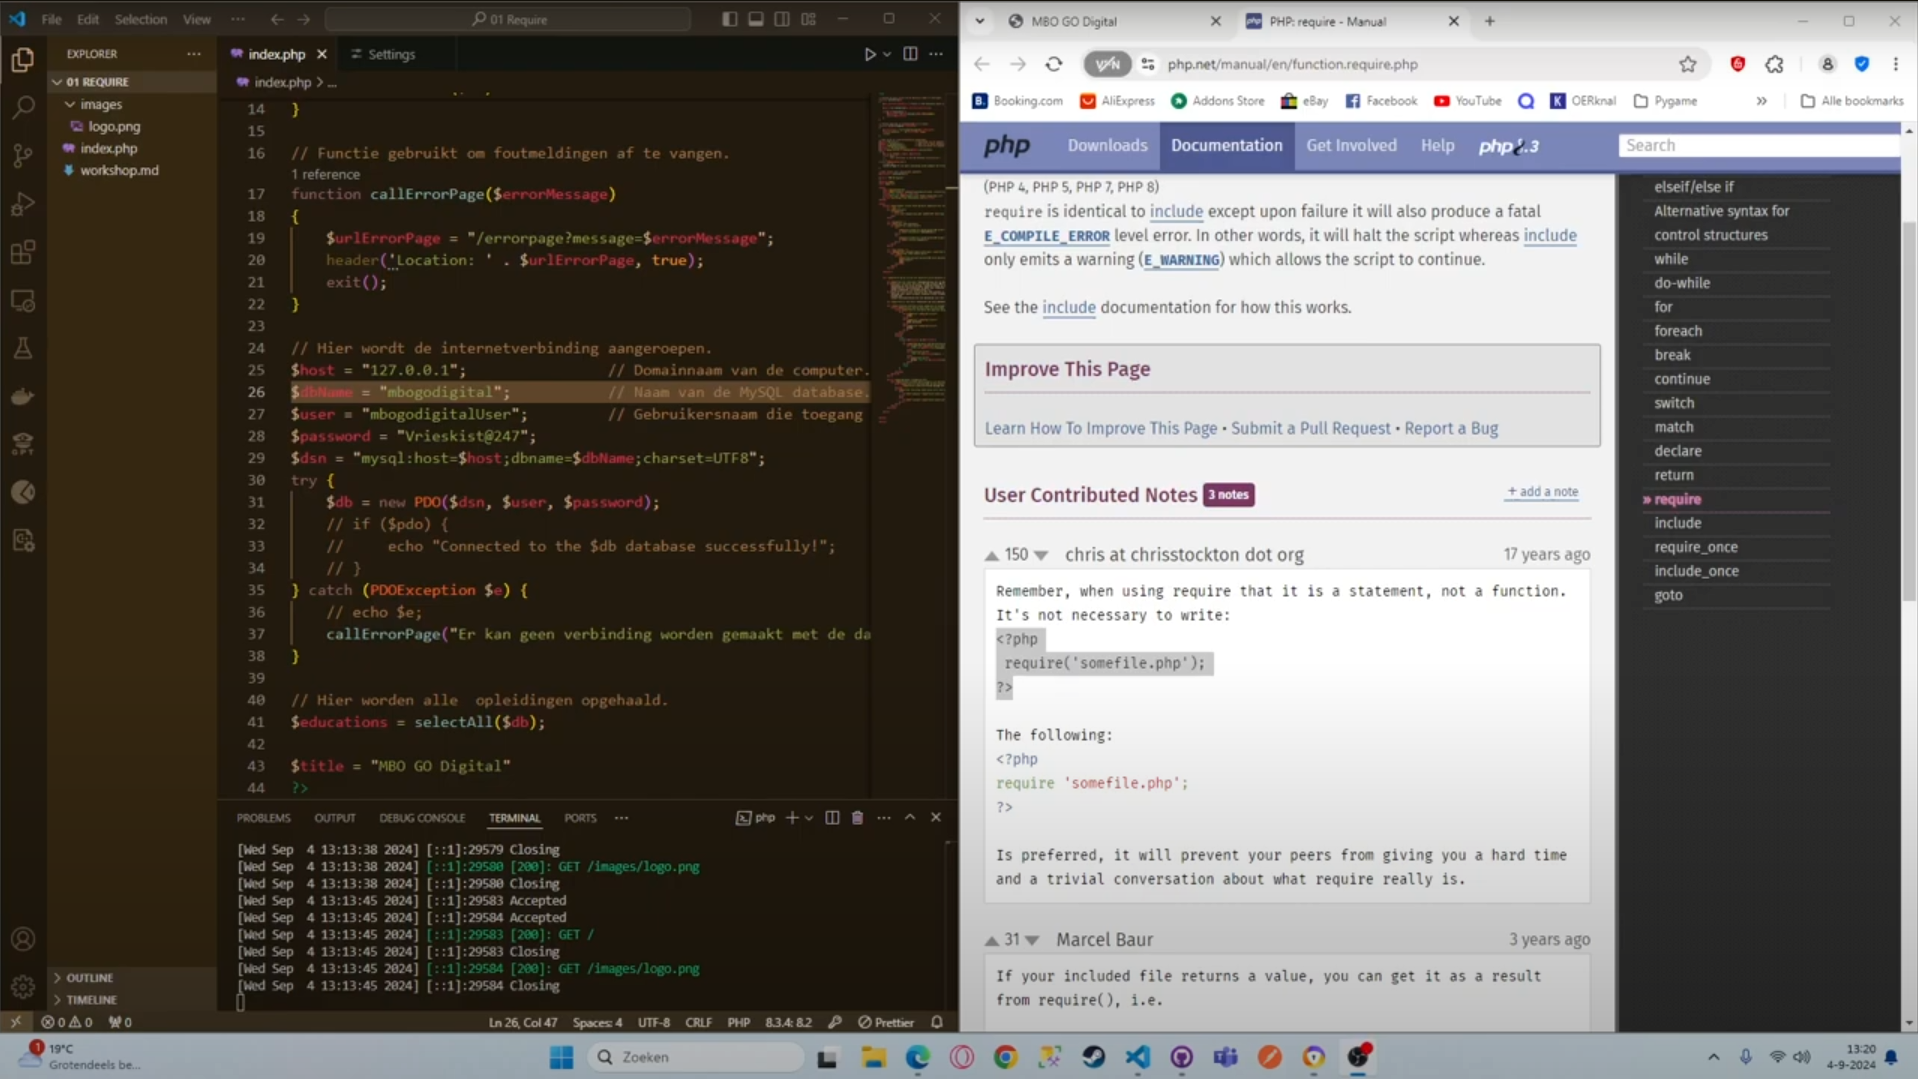 File Edit Selection View ··· 01 Require
EXPLORER ···
01 REQUIRE
images
logo.png
index.php
workshop.md
OUTLINE
TIMELINE
index.php Settings
index.php > ...
14 }
15
16 // Functie gebruikt om foutmeldingen af te vangen.
1 reference
17 function callErrorPage($errorMessage)
18 {
19 $urlErrorPage = "/errorpage?message=$errorMessage";
20 header('Location: ' . $urlErrorPage, true);
21 exit();
22 }
23
24 // Hier wordt de internetverbinding aangeroepen.
25 $host = "127.0.0.1"; // Domainnaam van de computer.
26 $dbName = "mbogodigital"; // Naam van de MySQL database.
27 $user = "mbogodigitalUser"; // Gebruikersnaam die toegang
28 $password = "Vrieskist@247";
29 $dsn = "mysql:host=$host;dbname=$dbName;charset=UTF8";
30 try {
31 $db = new PDO($dsn, $user, $password);
32 // if ($pdo) {
33 // echo "Connected to the $db database successfully!";
34 // }
35 } catch (PDOException $e) {
36 // echo $e;
37 callErrorPage("Er kan geen verbinding worden gemaakt met de da
38 }
39
40 // Hier worden alle opleidingen opgehaald.
41 $educations = selectAll($db);
42
43 $title = "MBO GO Digital"
44 ?>
PROBLEMS OUTPUT DEBUG CONSOLE TERMINAL PORTS ··· php
[Wed Sep 4 13:13:38 2024] [::1]:29579 Closing
[Wed Sep 4 13:13:38 2024] [::1]:29580 [200]: GET /images/logo.png
[Wed Sep 4 13:13:38 2024] [::1]:29580 Closing
[Wed Sep 4 13:13:45 2024] [::1]:29583 Accepted
[Wed Sep 4 13:13:45 2024] [::1]:29584 Accepted
[Wed Sep 4 13:13:45 2024] [::1]:29583 [200]: GET /
[Wed Sep 4 13:13:45 2024] [::1]:29583 Closing
[Wed Sep 4 13:13:45 2024] [::1]:29584 [200]: GET /images/logo.png
[Wed Sep 4 13:13:45 2024] [::1]:29584 Closing
0 0 0 Ln 26, Col 47 Spaces: 4 UTF-8 CRLF PHP 8.3.4: 8.2 Prettier
MBO GO Digital PHP: require - Manual
VPN php.net/manual/en/function.require.php
Booking.com AliExpress Addons Store eBay Facebook YouTube OERknal Pygame » Alle bookmarks
php Downloads Documentation Get Involved Help php8.3 Search
(PHP 4, PHP 5, PHP 7, PHP 8)
require is identical to include except upon failure it will also produce a fatal
E_COMPILE_ERROR level error. In other words, it will halt the script whereas include
only emits a warning (E_WARNING) which allows the script to continue.
See the include documentation for how this works.
Improve This Page
Learn How To Improve This Page • Submit a Pull Request • Report a Bug
User Contributed Notes 3 notes + add a note
150 chris at chrisstockton dot org 17 years ago
Remember, when using require that it is a statement, not a function.
It's not necessary to write:
<?php
require('somefile.php');
?>
The following:
<?php
require 'somefile.php';
?>
Is preferred, it will prevent your peers from giving you a hard time
and a trivial conversation about what require really is.
31 Marcel Baur 3 years ago
If your included file returns a value, you can get it as a result
from require(), i.e.
elseif/else if
Alternative syntax for
control structures
while
do-while
for
foreach
break
continue
switch
match
declare
return
» require
include
require_once
include_once
goto
1 19°C
Grotendeels be...
Zoeken
13:20
4-9-2024